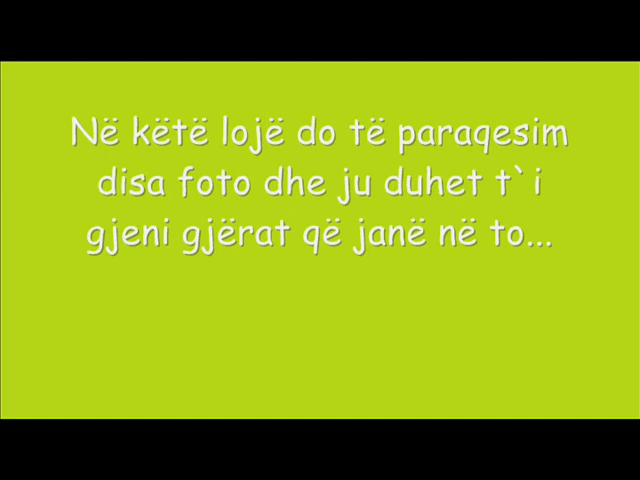 Në këtë lojë do të paraqesim
disa foto dhe ju duhet t`i
gjeni gjërat që janë në to...